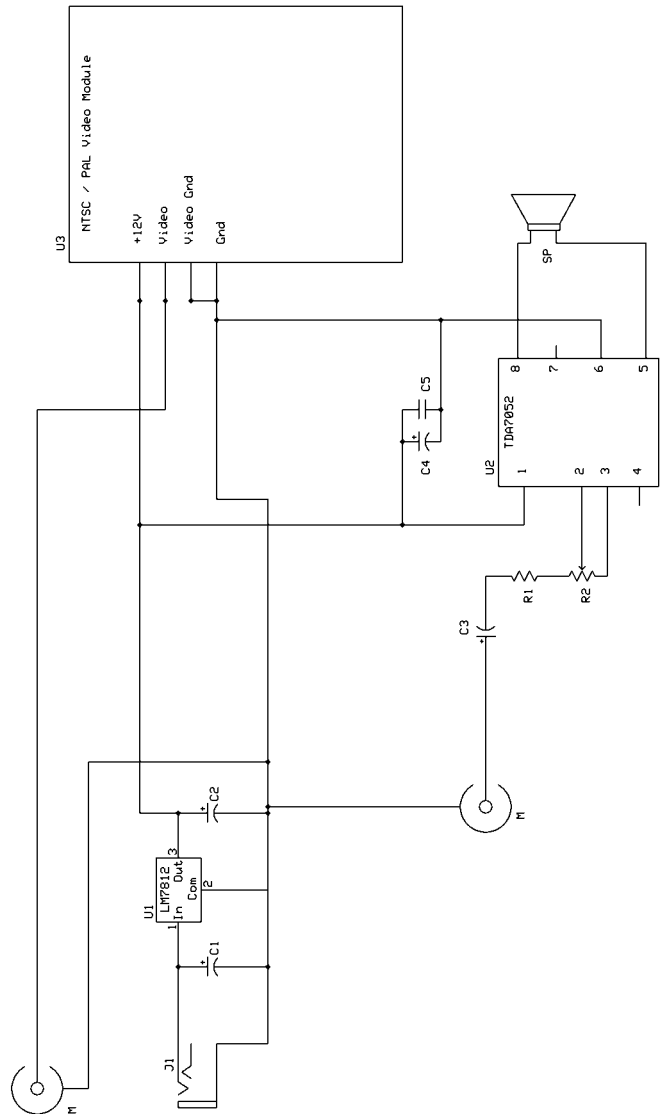 NTSC / PAL Video Module
U3
+12V
Video
Video Gnd
Gnd
SP
C4
C5
U2
TDA7052
1
2
3
4
8
7
6
5
C3
R1
R2
M
U1
LM7812
1
In
Out
3
Com
2
C1
C2
J1
M
+
+
+
+